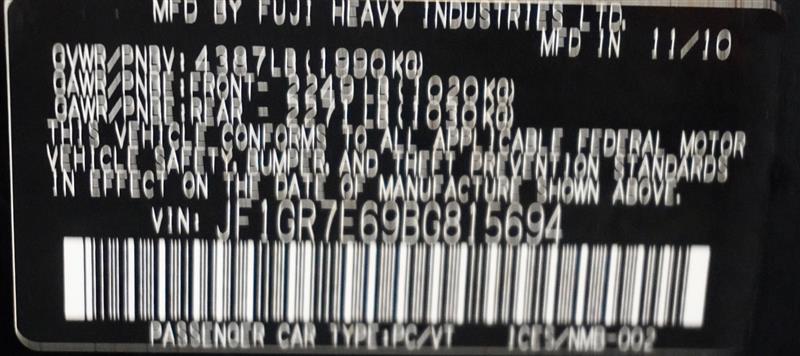 MFD BY FUJI HEAVY INDUSTRIES LTD.
MFD IN 11/10
GVWR/PNBV: 4387LB(1990KG)
GAWR/PNBE:FRONT= 2249LB(1020KG)
GAWR/PNBE:REAR = 2271LB(1030KG)
THIS VEHICLE CONFORMS TO ALL APPLICABLE FEDERAL MOTOR
VEHICLE SAFETY, BUMPER, AND THEFT PREVENTION STANDARDS
IN EFFECT ON THE DATE OF MANUFACTURE SHOWN ABOVE.
VIN: JF1GR7E69BG815694
PASSENGER CAR TYPE:PC/VT ICES/NMB-002